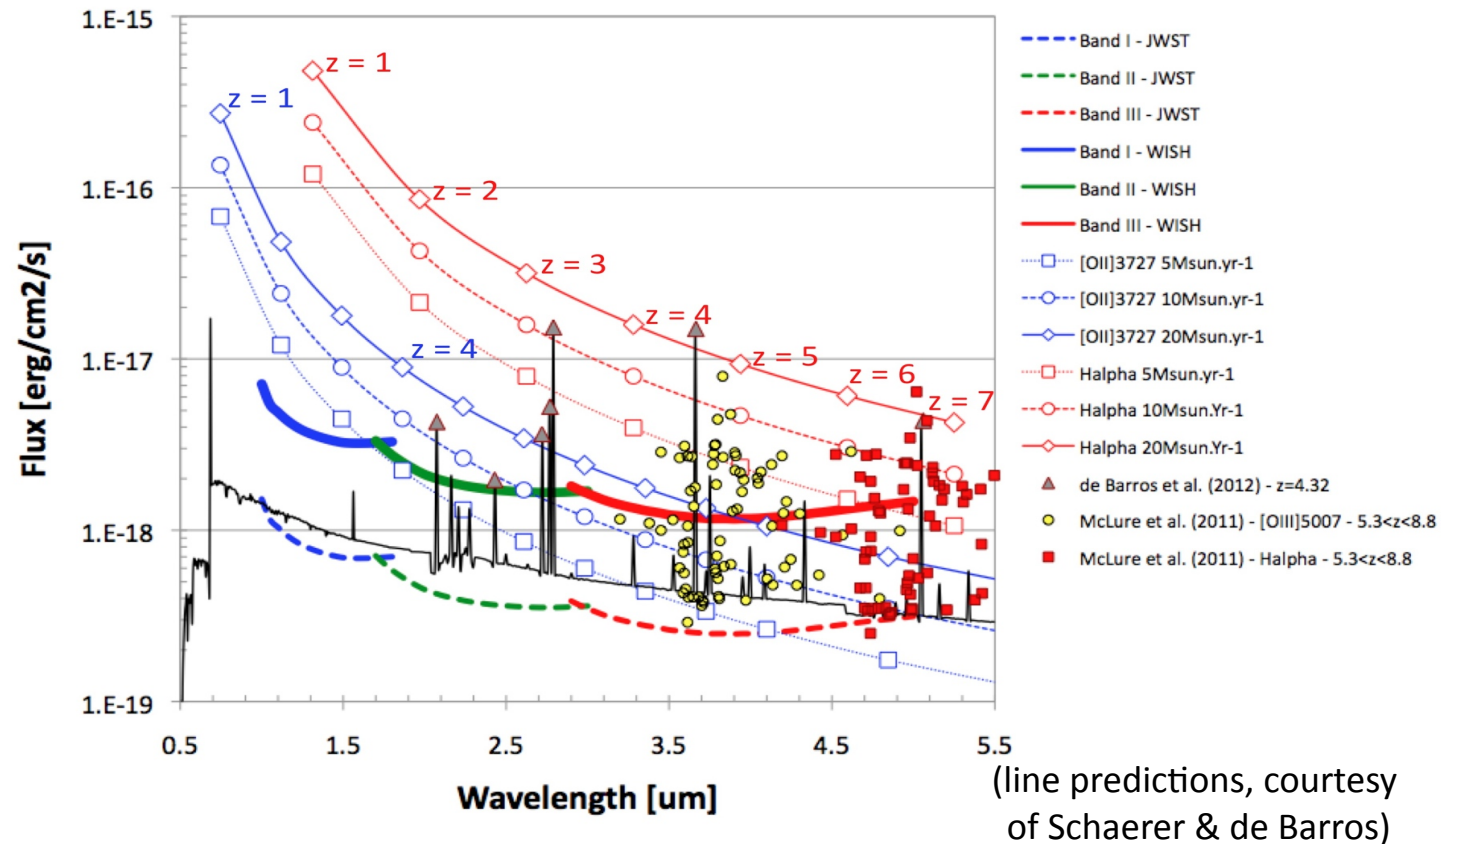 1.E-15
1.E-16
1.E-17
1.E-18
1.E-19
Flux [erg/cm2/s]
0.5
1.5
2.5
3.5
4.5
5.5
Wavelength [um]
z = 1
z = 4
z = 1
z = 2
z = 3
z = 4
z = 5
z = 6
z = 7
Band I - JWST
Band II - JWST
Band III - JWST
Band I - WISH
Band II - WISH
Band III - WISH
[OII]3727 5Msun.yr-1
[OII]3727 10Msun.yr-1
[OII]3727 20Msun.yr-1
Halpha 5Msun.yr-1
Halpha 10Msun.Yr-1
Halpha 20Msun.Yr-1
de Barros et al. (2012) - z=4.32
McLure et al. (2011) - [OIII]5007 - 5.3<z<8.8
McLure et al. (2011) - Halpha - 5.3<z<8.8
(line predictions, courtesy
of Schaerer & de Barros)